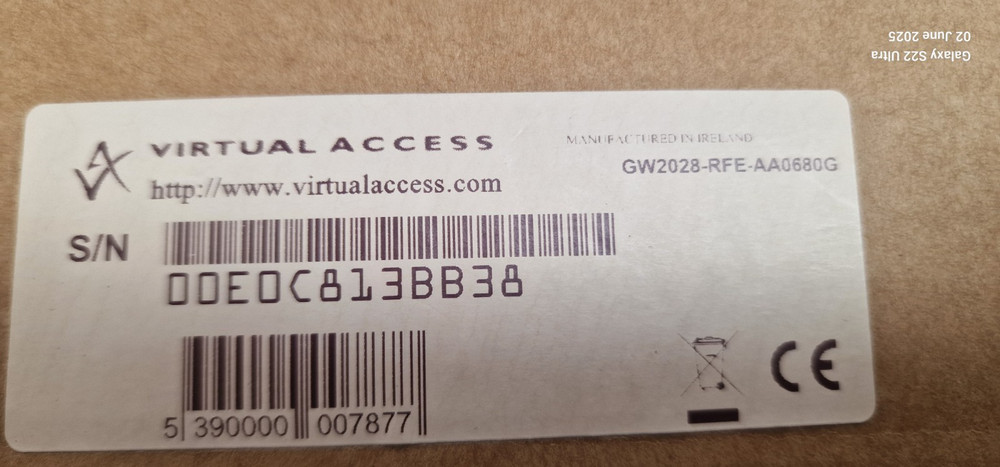 VIRTUAL ACCESS
http://www.virtualaccess.com
MANUFACTURED IN IRELAND
GW2028-RFE-AA0680G
S/N
00E0C813BB38
5 390000 007877
CE
Galaxy S22 Ultra
02 June 2025